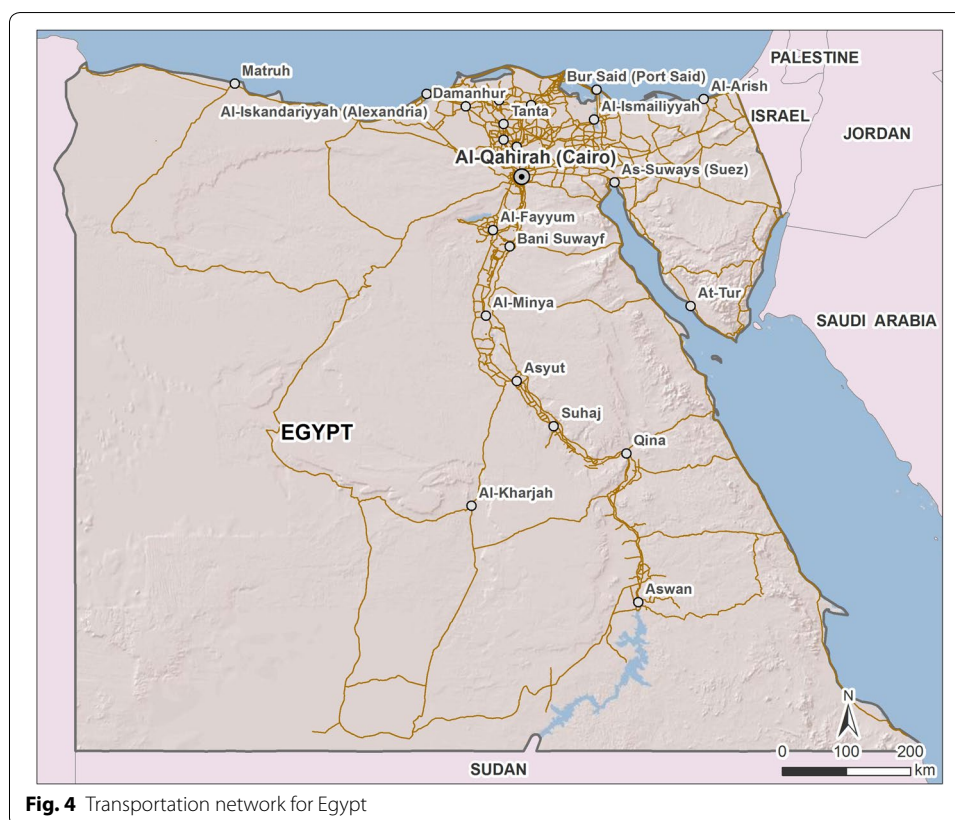 PALESTINE
Matruh
Bur Said (Port Said)
Al-Arish
Damanhur
Al-Iskandariyyah (Alexandria)
Tanta
Al-Ismailiyyah
ISRAEL
JORDAN
Al-Qahirah (Cairo)
As-Suways (Suez)
Al-Fayyum
Bani Suwayf
At-Tur
Al-Minya
SAUDI ARABIA
Asyut
Suhaj
EGYPT
Qina
Al-Kharjah
Aswan
N
0 100 200
km
SUDAN
Fig. 4 Transportation network for Egypt